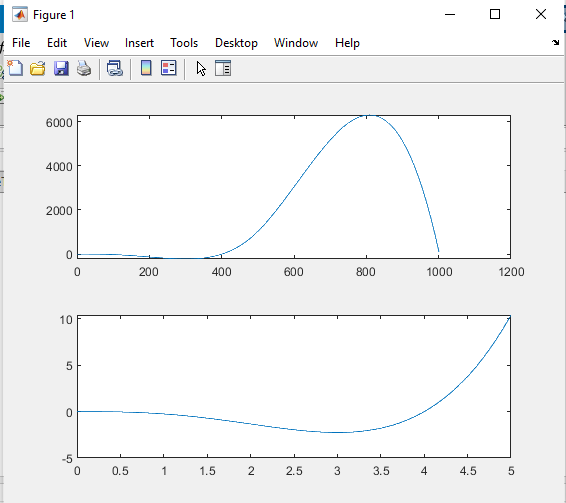 Figure 1
File Edit View Insert Tools Desktop Window Help
6000
4000
2000
0
0 200 400 600 800 1000 1200
10
5
0
-5
0 0.5 1 1.5 2 2.5 3 3.5 4 4.5 5